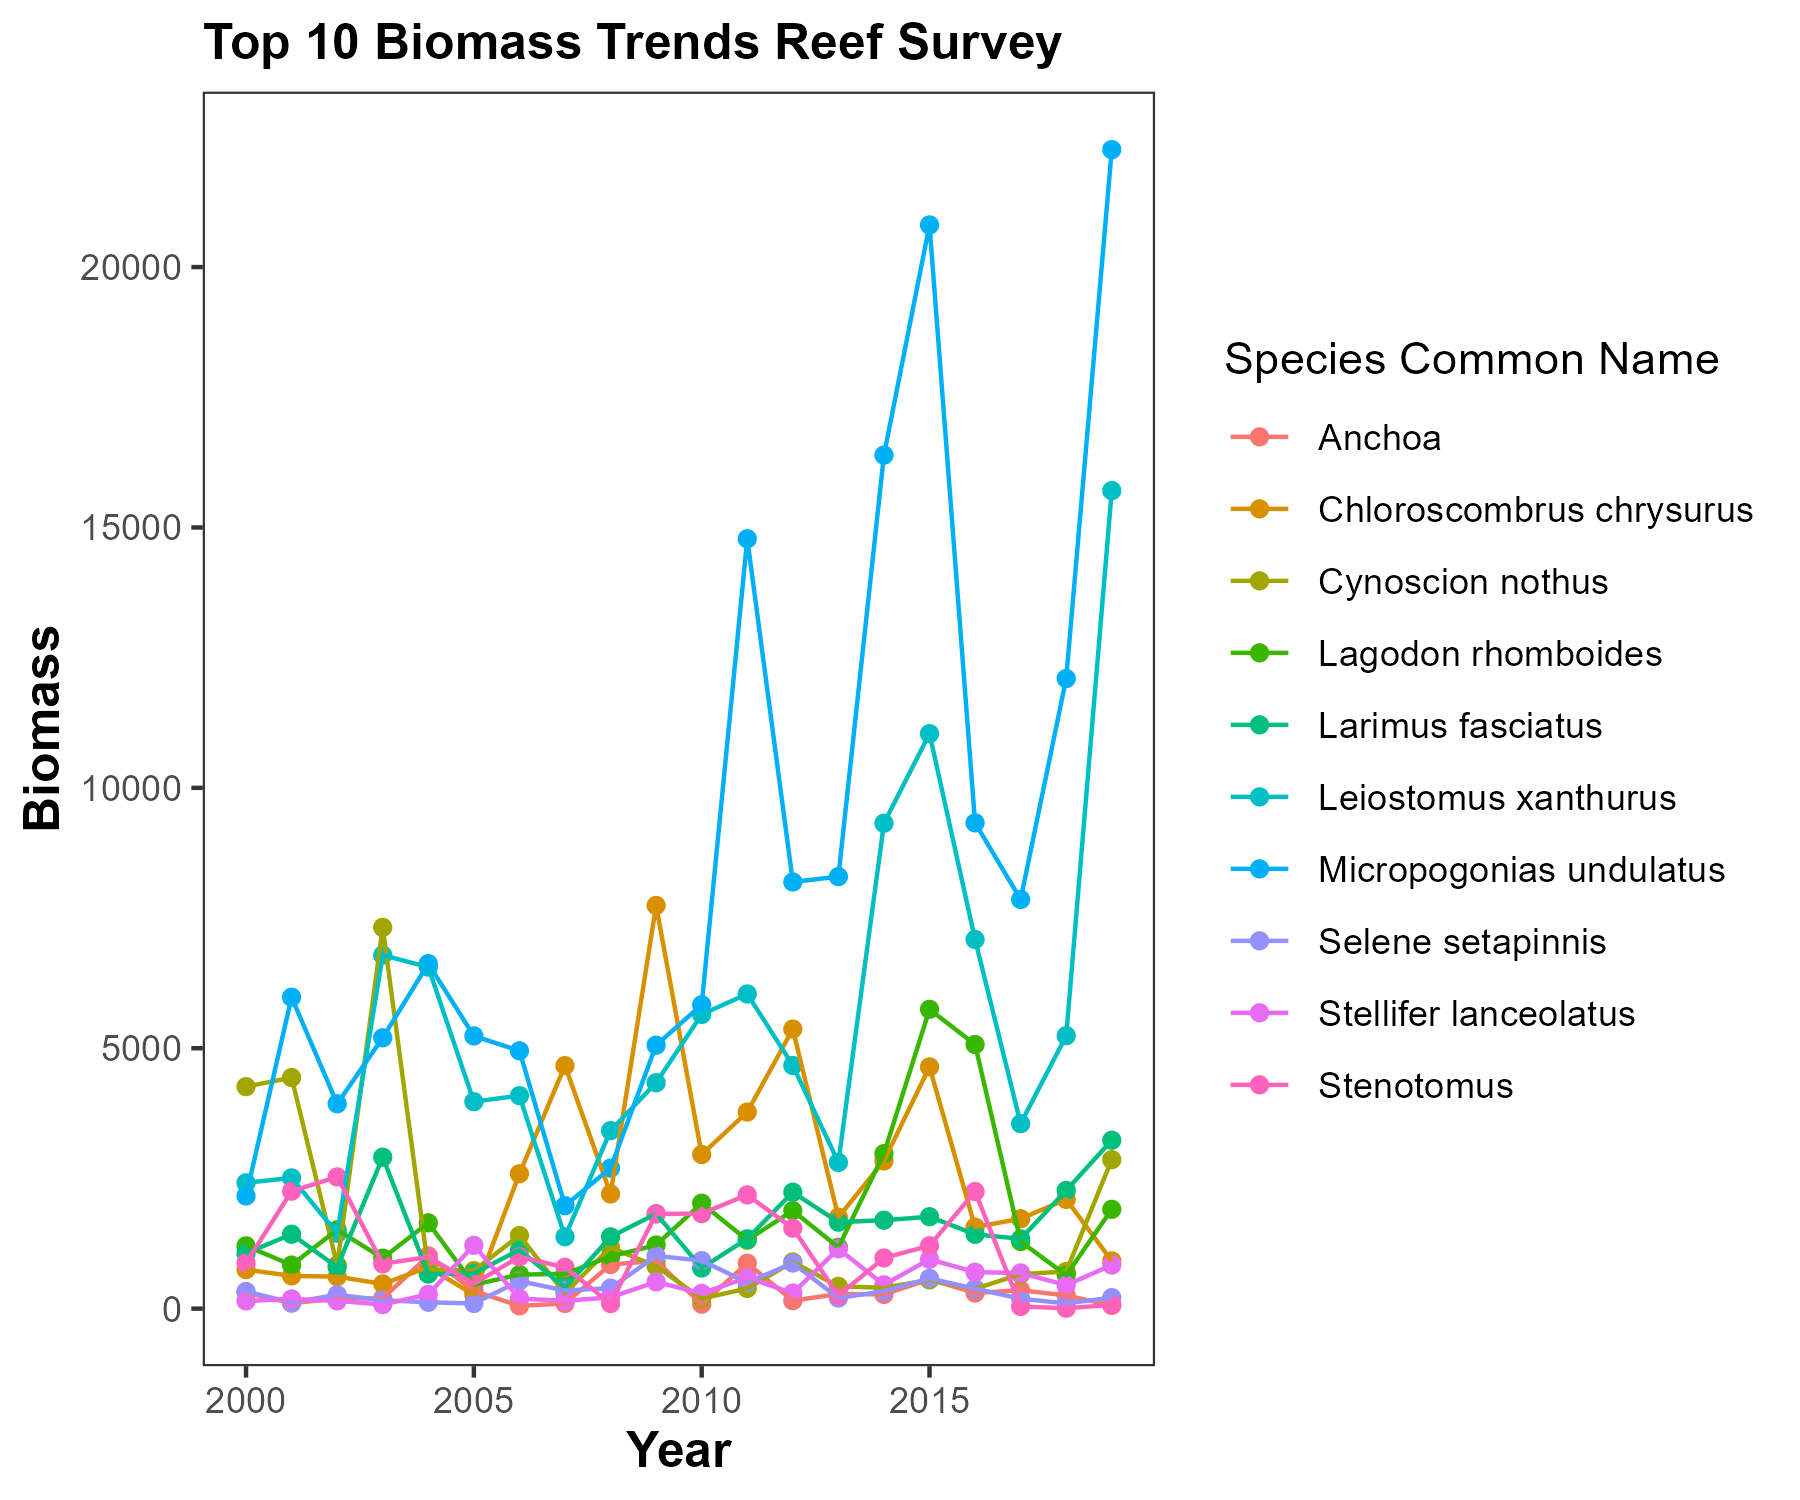 Top 10 Biomass Trends Reef Survey
Biomass
20000
15000
10000
5000
0
2000
2005
2010
2015
Year
Species Common Name
Anchoa
Chloroscombrus chrysurus
Cynoscion nothus
Lagodon rhomboides
Larimus fasciatus
Leiostomus xanthurus
Micropogonias undulatus
Selene setapinnis
Stellifer lanceolatus
Stenotomus